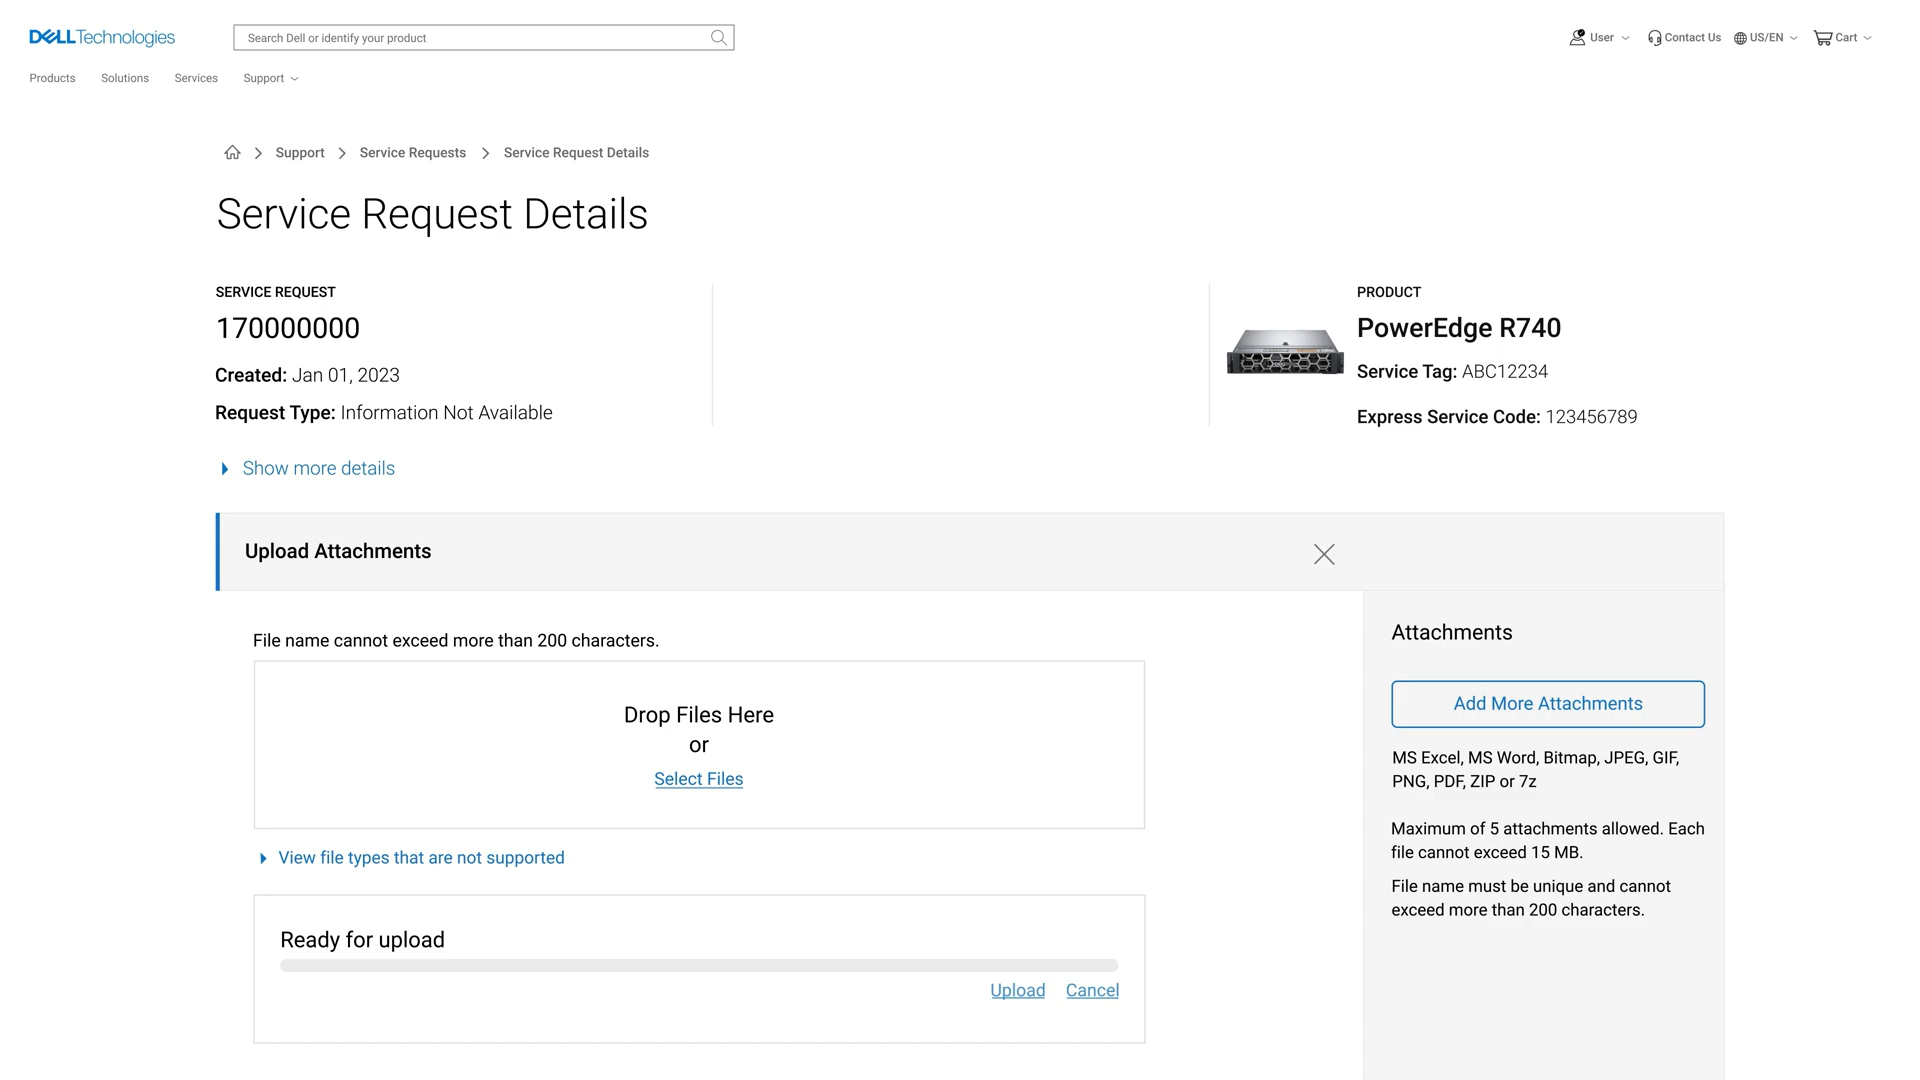 DELL Technologies
Search Dell or identify your product
User
Contact Us
US/EN
Cart
Products
Solutions
Services
Support
Support
Service Requests
Service Request Details
Service Request Details
SERVICE REQUEST
170000000
Created: Jan 01, 2023
Request Type: Information Not Available
PRODUCT
PowerEdge R740
Service Tag: ABC12234
Express Service Code: 123456789
Show more details
Upload Attachments
File name cannot exceed more than 200 characters.
Drop Files Here
or
Select Files
View file types that are not supported
Ready for upload
Upload
Cancel
Attachments
Add More Attachments
MS Excel, MS Word, Bitmap, JPEG, GIF,
PNG, PDF, ZIP or 7z
Maximum of 5 attachments allowed. Each
file cannot exceed 15 MB.
File name must be unique and cannot
exceed more than 200 characters.